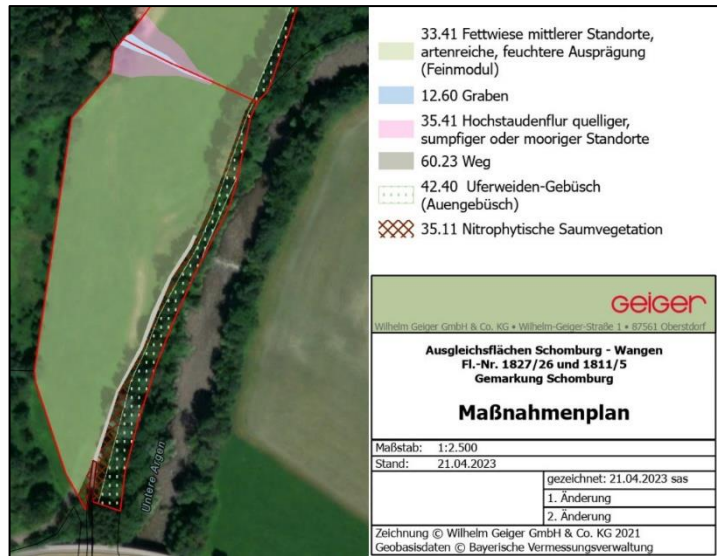 33.41 Fettwiese mittlerer Standorte,
artenreiche, feuchtere Ausprägung
(Feinmodul)
12.60 Graben
35.41 Hochstaudenflur quelliger,
sumpfiger oder mooriger Standorte
60.23 Weg
42.40 Uferweiden-Gebüsch
(Auengebüsch)
35.11 Nitrophytische Saumvegetation
Untere Argen
GEIGER
Wilhelm Geiger GmbH & Co. KG • Wilhelm-Geiger-Straße 1 • 87561 Oberstdorf
Ausgleichsflächen Schomburg - Wangen
Fl.-Nr. 1827/26 und 1811/5
Gemarkung Schomburg
Maßnahmenplan
Maßstab: 1:2.500
Stand: 21.04.2023
gezeichnet: 21.04.2023 sas
1. Änderung
2. Änderung
Zeichnung © Wilhelm Geiger GmbH & Co. KG 2021
Geobasisdaten © Bayerische Vermessungsverwaltung